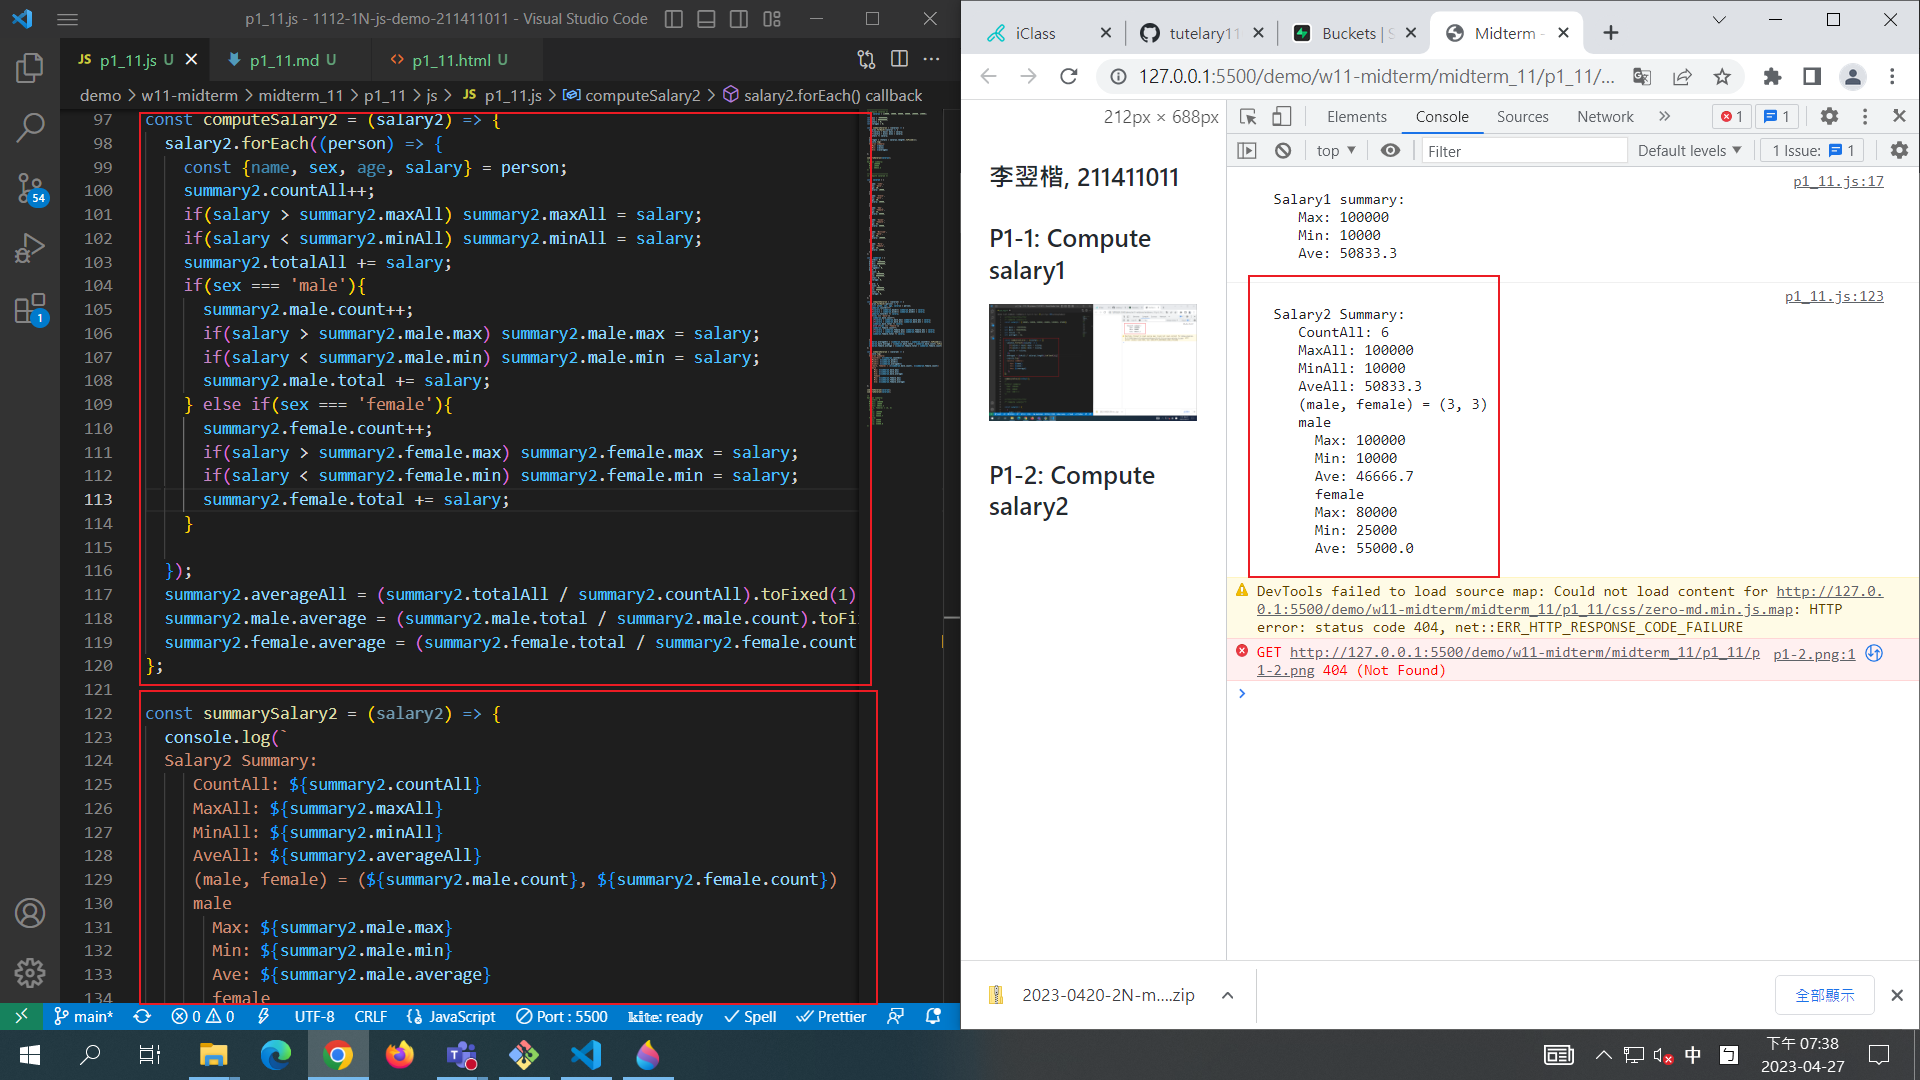 p1_11.js - 1112-1N-js-demo-211411011 - Visual Studio Code
JS p1_11.js U
p1_11.md U
<> p1_11.html U
demo > w11-midterm > midterm_11 > p1_11 > js > JS p1_11.js > computeSalary2 > salary2.forEach() callback
97 const computeSalary2 = (salary2) => {
98 salary2.forEach((person) => {
99 const {name, sex, age, salary} = person;
100 summary2.countAll++;
101 if(salary > summary2.maxAll) summary2.maxAll = salary;
102 if(salary < summary2.minAll) summary2.minAll = salary;
103 summary2.totalAll += salary;
104 if(sex === 'male'){
105 summary2.male.count++;
106 if(salary > summary2.male.max) summary2.male.max = salary;
107 if(salary < summary2.male.min) summary2.male.min = salary;
108 summary2.male.total += salary;
109 } else if(sex === 'female'){
110 summary2.female.count++;
111 if(salary > summary2.female.max) summary2.female.max = salary;
112 if(salary < summary2.female.min) summary2.female.min = salary;
113 summary2.female.total += salary;
114 }
115
116 });
117 summary2.averageAll = (summary2.totalAll / summary2.countAll).toFixed(1)
118 summary2.male.average = (summary2.male.total / summary2.male.count).toFi
119 summary2.female.average = (summary2.female.total / summary2.female.count
120 };
121
122 const summarySalary2 = (salary2) => {
123 console.log(`
124 Salary2 Summary:
125 CountAll: ${summary2.countAll}
126 MaxAll: ${summary2.maxAll}
127 MinAll: ${summary2.minAll}
128 AveAll: ${summary2.averageAll}
129 (male, female) = (${summary2.male.count}, ${summary2.female.count})
130 male
131 Max: ${summary2.male.max}
132 Min: ${summary2.male.min}
133 Ave: ${summary2.male.average}
134 female
54
1
main* 0 0 UTF-8 CRLF {} JavaScript Port : 5500 kite: ready Spell Prettier
iClass
tutelary11
Buckets | S
Midterm -
127.0.0.1:5500/demo/w11-midterm/midterm_11/p1_11/...
212px × 688px
李翌楷, 211411011
P1-1: Compute
salary1
P1-2: Compute
salary2
Elements Console Sources Network » 1 1
top Filter Default levels 1 Issue: 1
p1_11.js:17
Salary1 summary:
Max: 100000
Min: 10000
Ave: 50833.3
p1_11.js:123
Salary2 Summary:
CountAll: 6
MaxAll: 100000
MinAll: 10000
AveAll: 50833.3
(male, female) = (3, 3)
male
Max: 100000
Min: 10000
Ave: 46666.7
female
Max: 80000
Min: 25000
Ave: 55000.0
DevTools failed to load source map: Could not load content for http://127.0.
0.1:5500/demo/w11-midterm/midterm_11/p1_11/css/zero-md.min.js.map: HTTP
error: status code 404, net::ERR_HTTP_RESPONSE_CODE_FAILURE
GET http://127.0.0.1:5500/demo/w11-midterm/midterm_11/p1_11/p p1-2.png:1
1-2.png 404 (Not Found)
2023-0420-2N-m....zip
全部顯示
中
ㄅ
下午 07:38
2023-04-27